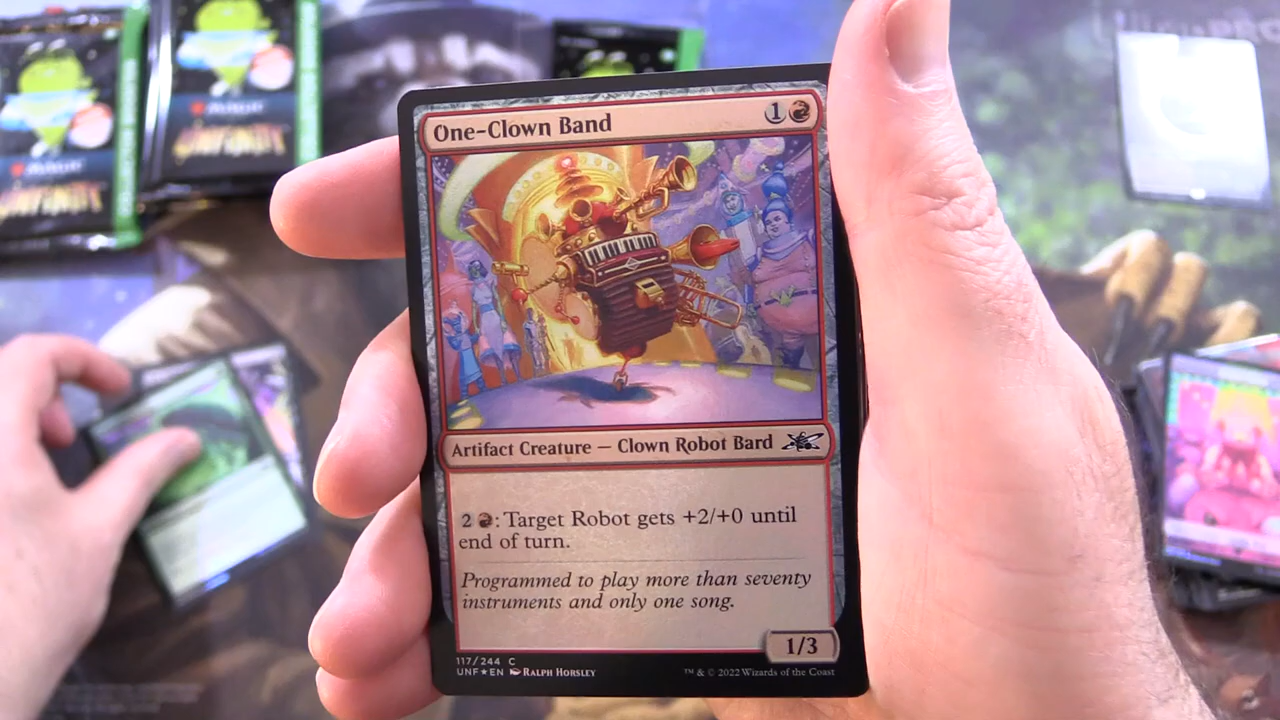 One-Clown Band
1
Artifact Creature — Clown Robot Bard
2 : Target Robot gets +2/+0 until
end of turn.
Programmed to play more than seventy
instruments and only one song.
1/3
117/244 C
UNF★EN RALPH HORSLEY
™ & © 2022 Wizards of the Coast